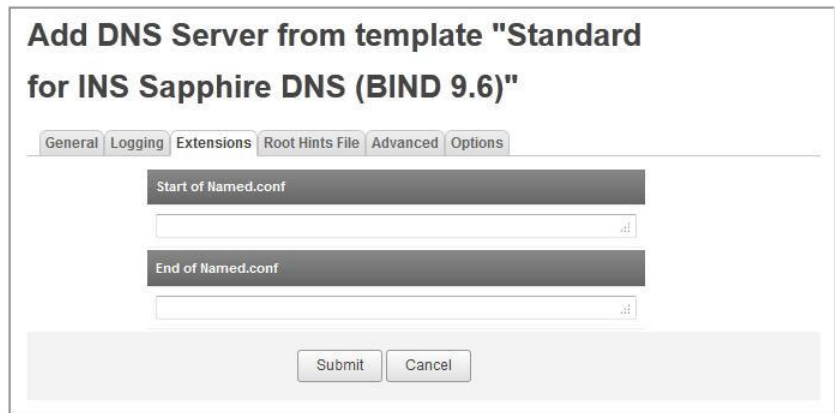 Add DNS Server from template "Standard
for INS Sapphire DNS (BIND 9.6)"
General Logging Extensions Root Hints File Advanced Options
Start of Named.conf
End of Named.conf
Submit Cancel